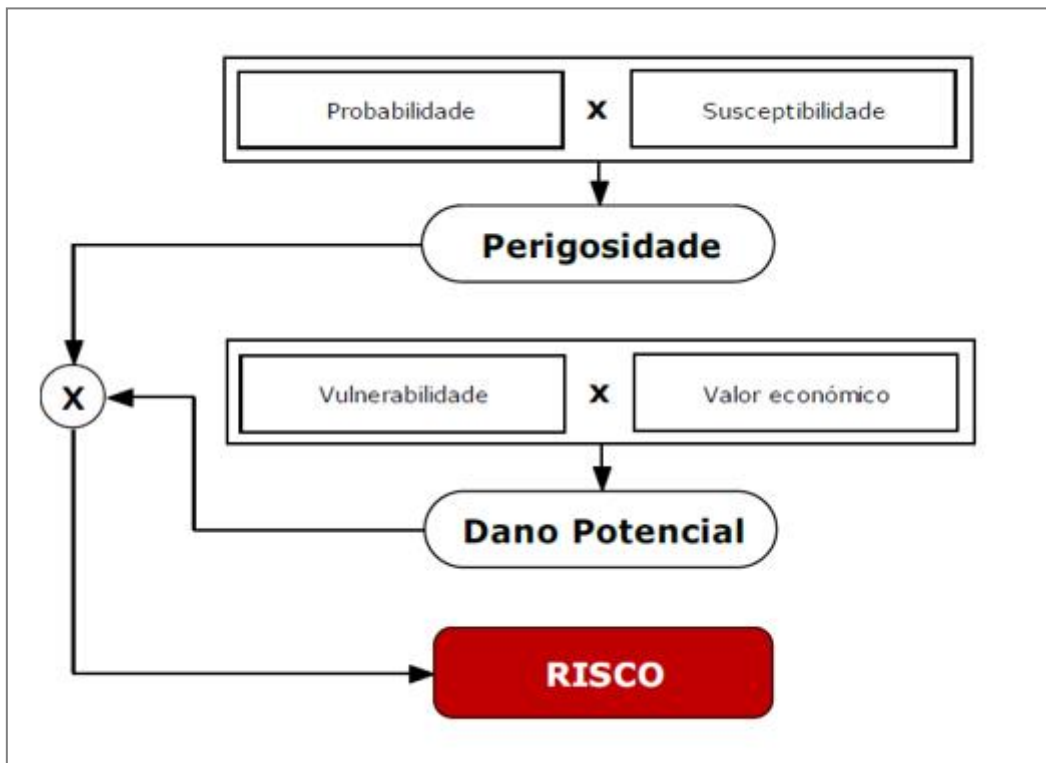 Probabilidade x Susceptibilidade
Perigosidade
Vulnerabilidade x Valor económico
X
Dano Potencial
RISCO